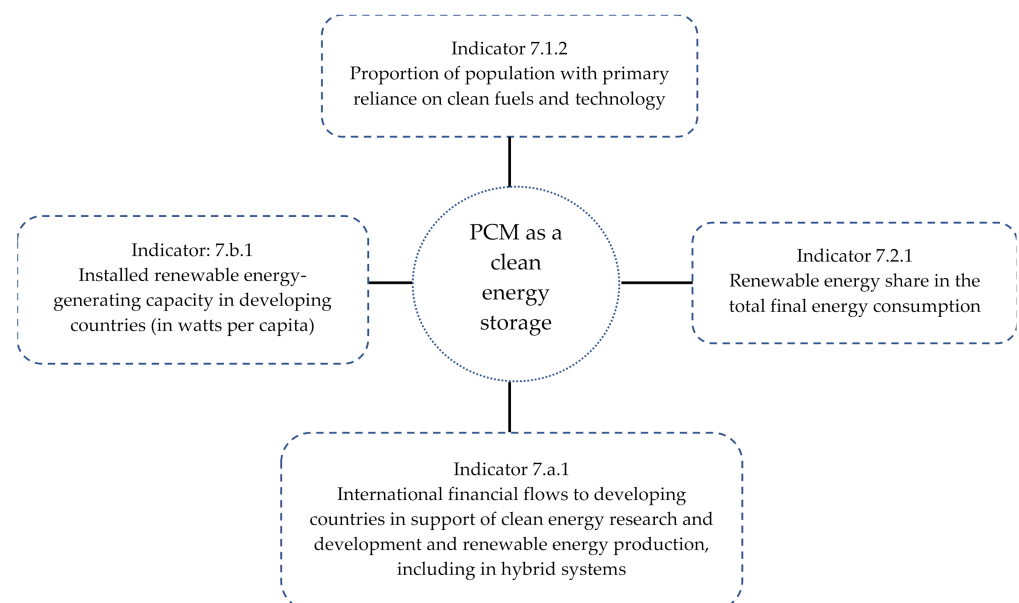 Indicator 7.1.2
Proportion of population with primary
reliance on clean fuels and technology
Indicator: 7.b.1
Installed renewable energy-
generating capacity in developing
countries (in watts per capita)
PCM as a
clean
energy
storage
Indicator 7.2.1
Renewable energy share in the
total final energy consumption
Indicator 7.a.1
International financial flows to developing
countries in support of clean energy research and
development and renewable energy production,
including in hybrid systems